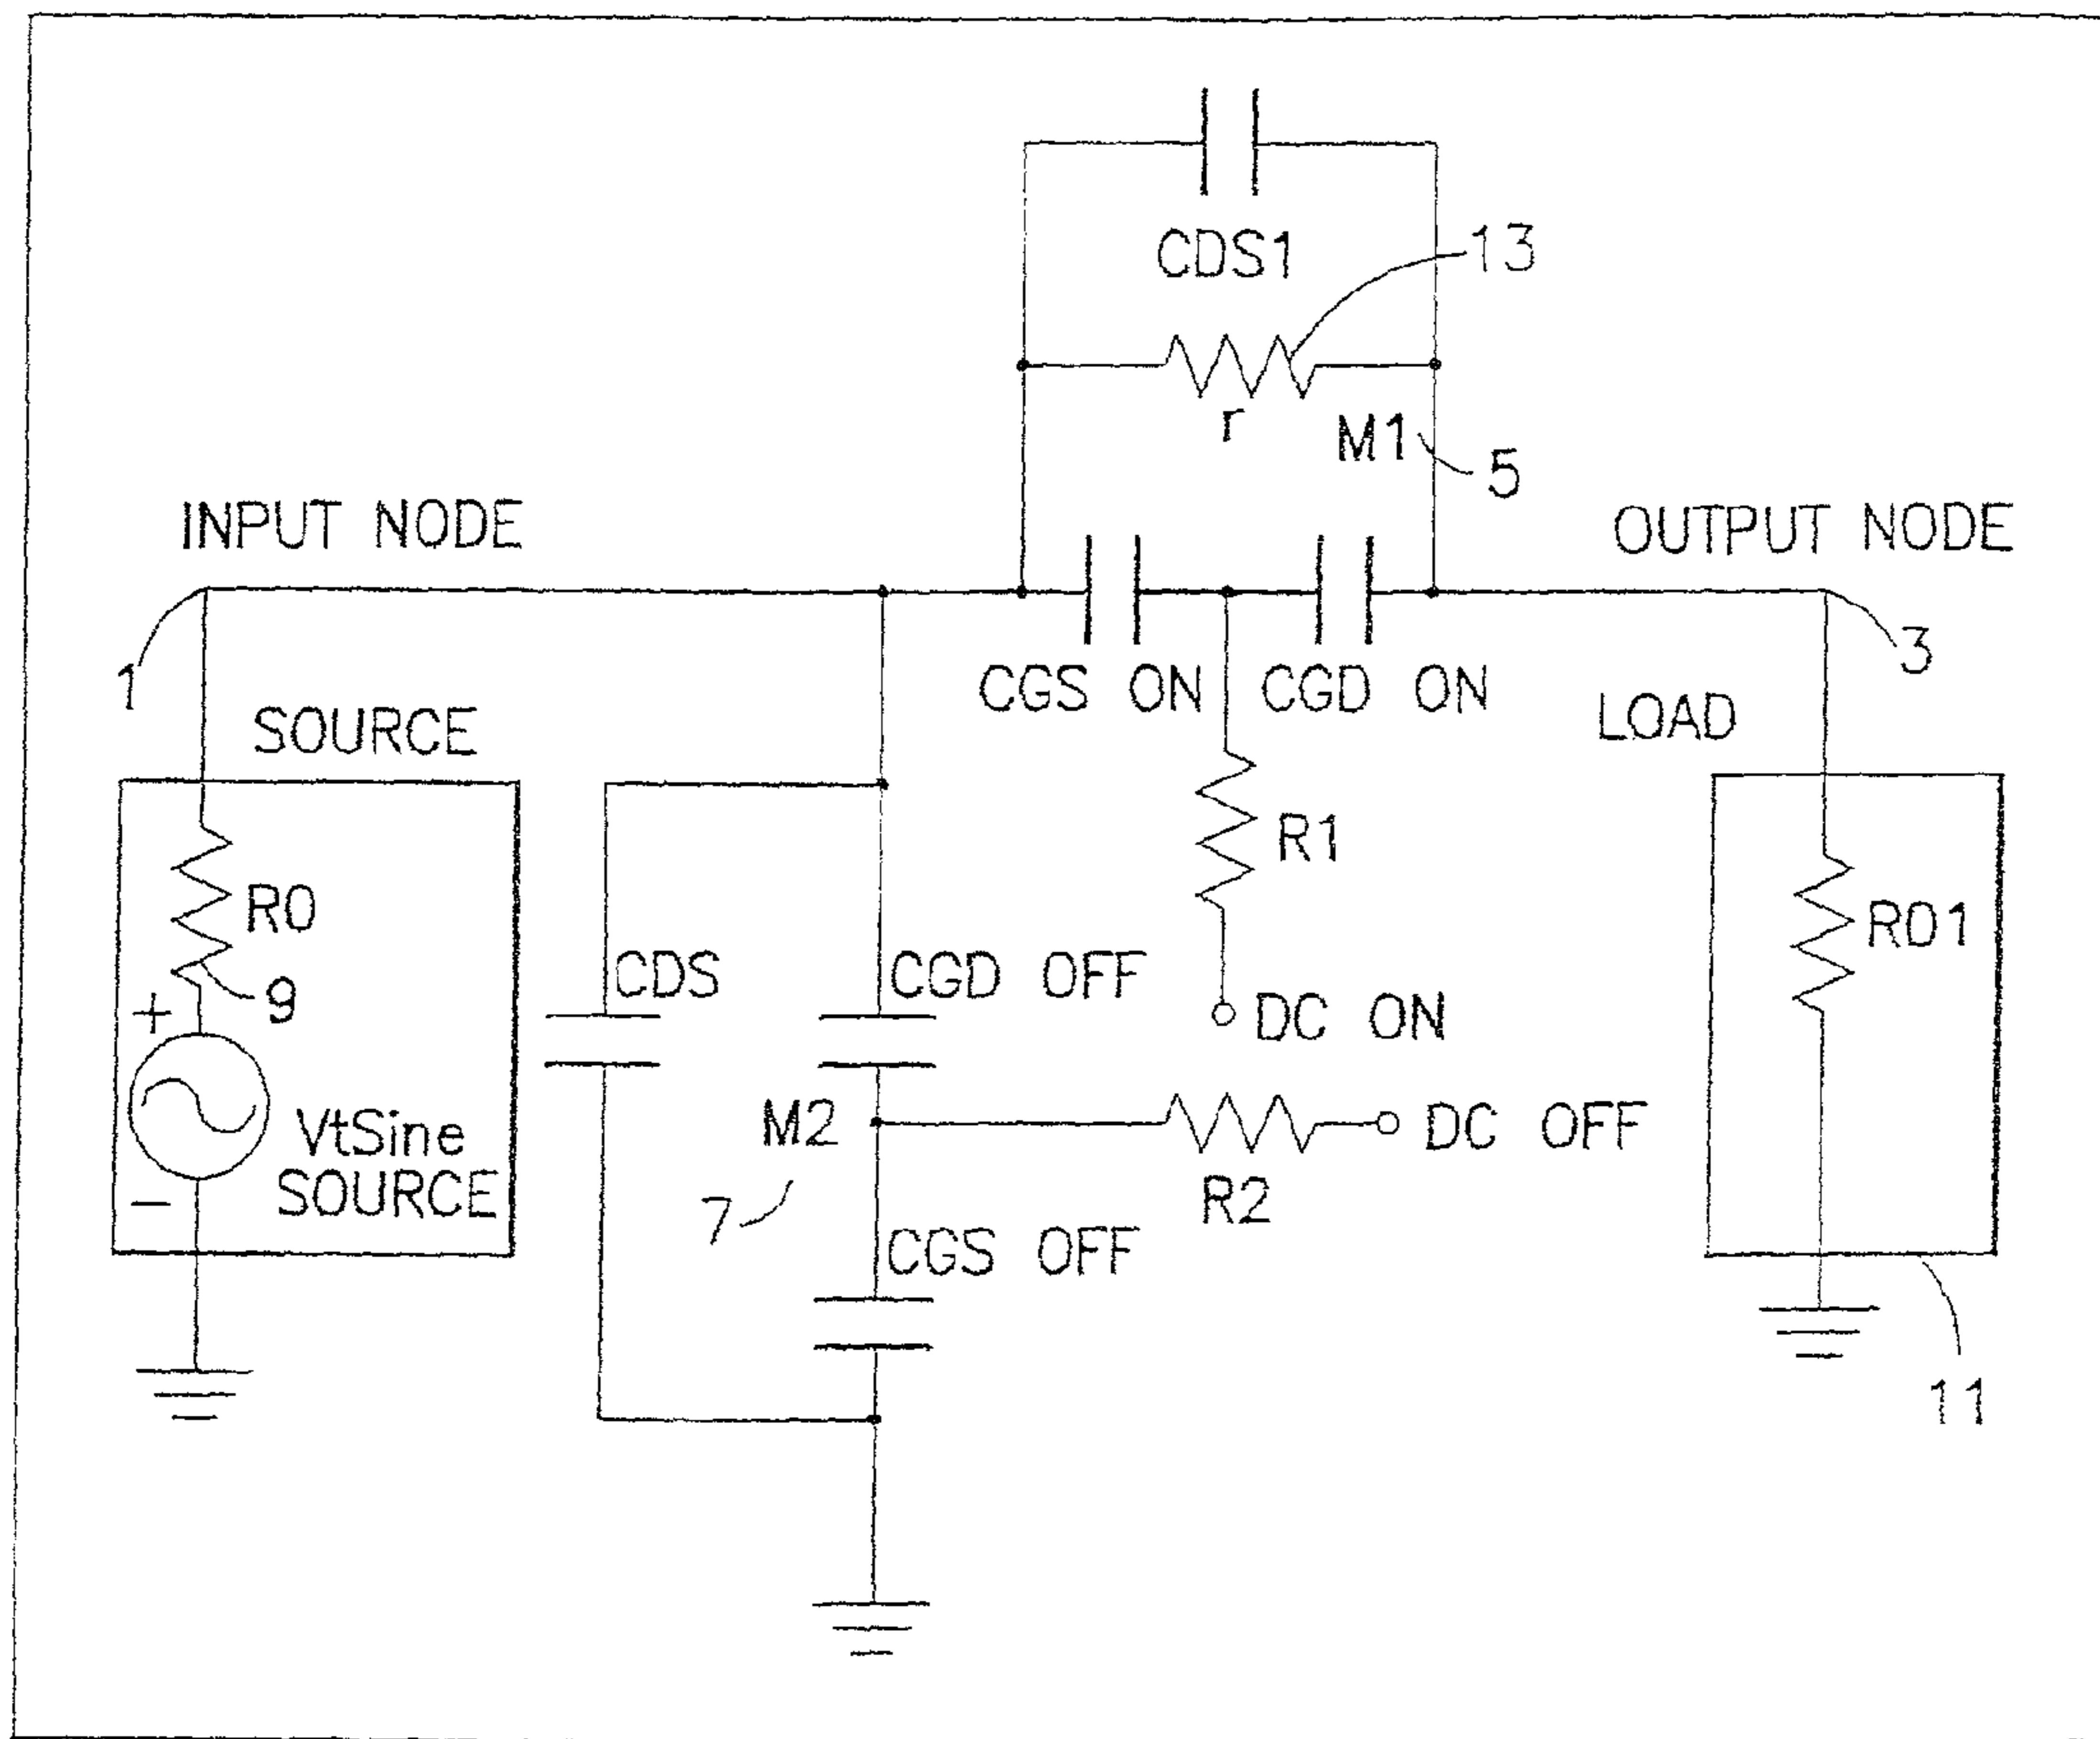 CDS1
13
r
M1
5
INPUT NODE
OUTPUT NODE
1
3
CGS ON
CGD ON
SOURCE
LOAD
R0
R1
R01
9
CDS
CGD OFF
+
DC ON
VtSine
SOURCE
M2
DC OFF
–
7
R2
CGS OFF
11